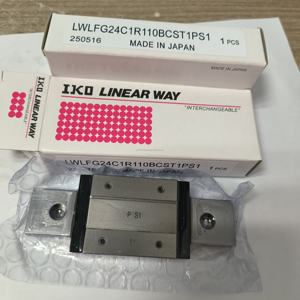 LWLFG24C1R110BCST1PS1
250516
MADE IN JAPAN
1 PCS
IKO LINEAR WAY
"INTERCHANGEABLE"
LWLFG24C1R110BCST1PS1
MADE IN JAPAN
1 PCS
P S1